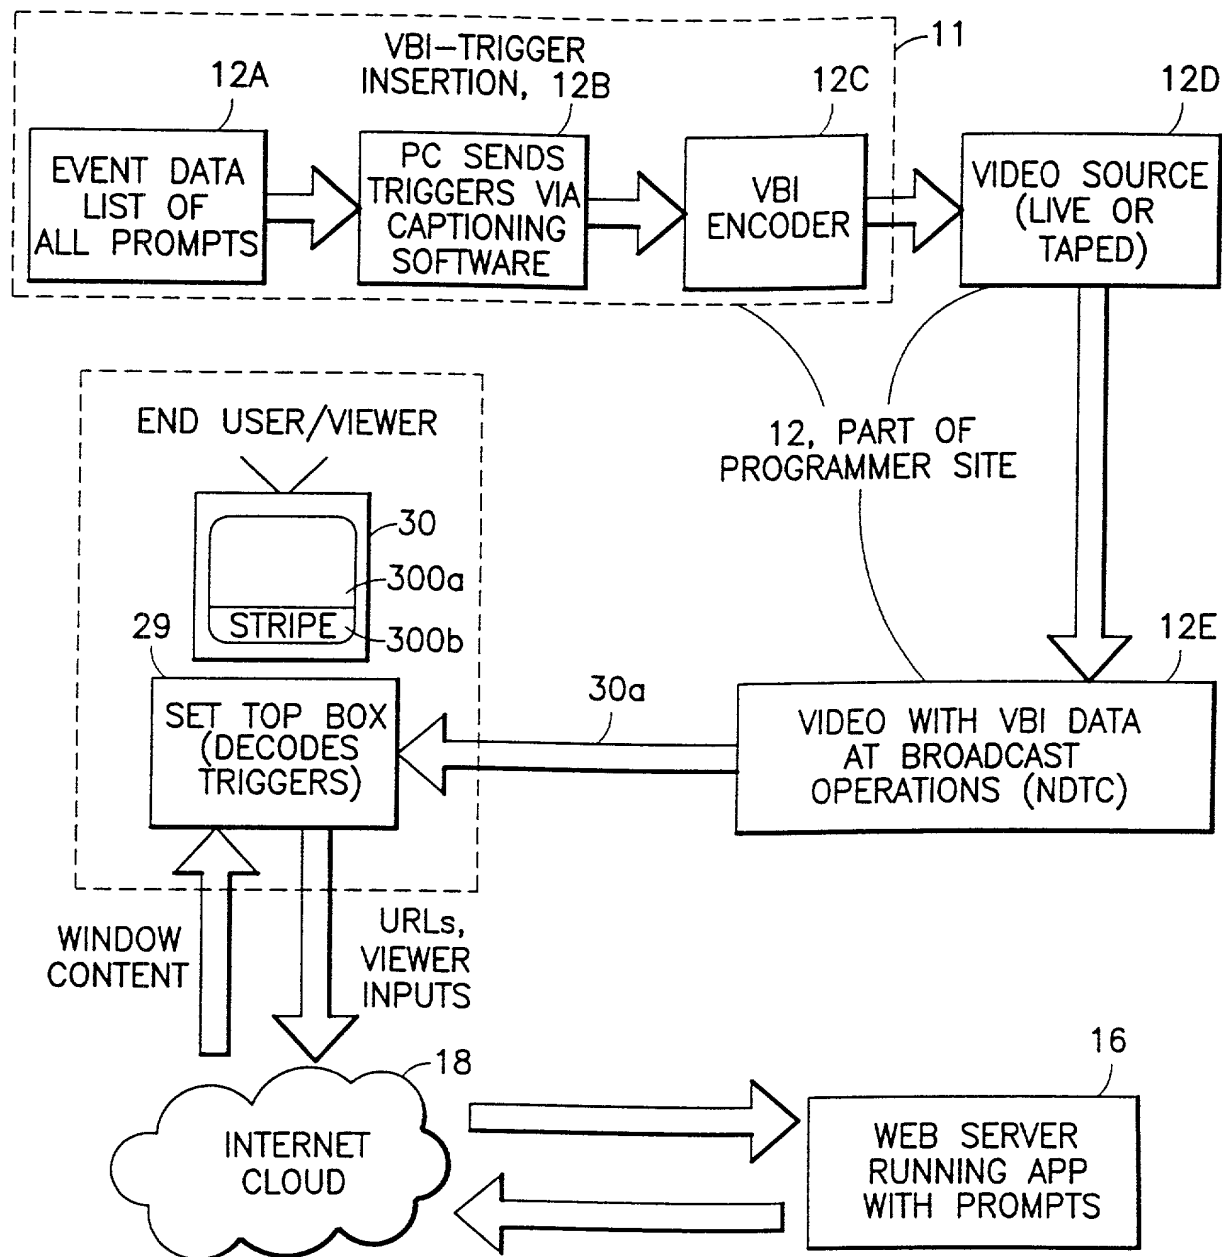 11
VBI-TRIGGER
INSERTION, 12B
12A
12C
12D
EVENT DATA
LIST OF
ALL PROMPTS
PC SENDS
TRIGGERS VIA
CAPTIONING
SOFTWARE
VBI
ENCODER
VIDEO SOURCE
(LIVE OR
TAPED)
END USER/VIEWER
12, PART OF
PROGRAMMER SITE
30
300a
STRIPE
300b
29
12E
30a
SET TOP BOX
(DECODES
TRIGGERS)
VIDEO WITH VBI DATA
AT BROADCAST
OPERATIONS (NDTC)
WINDOW
CONTENT
URLs,
VIEWER
INPUTS
18
16
INTERNET
CLOUD
WEB SERVER
RUNNING APP
WITH PROMPTS